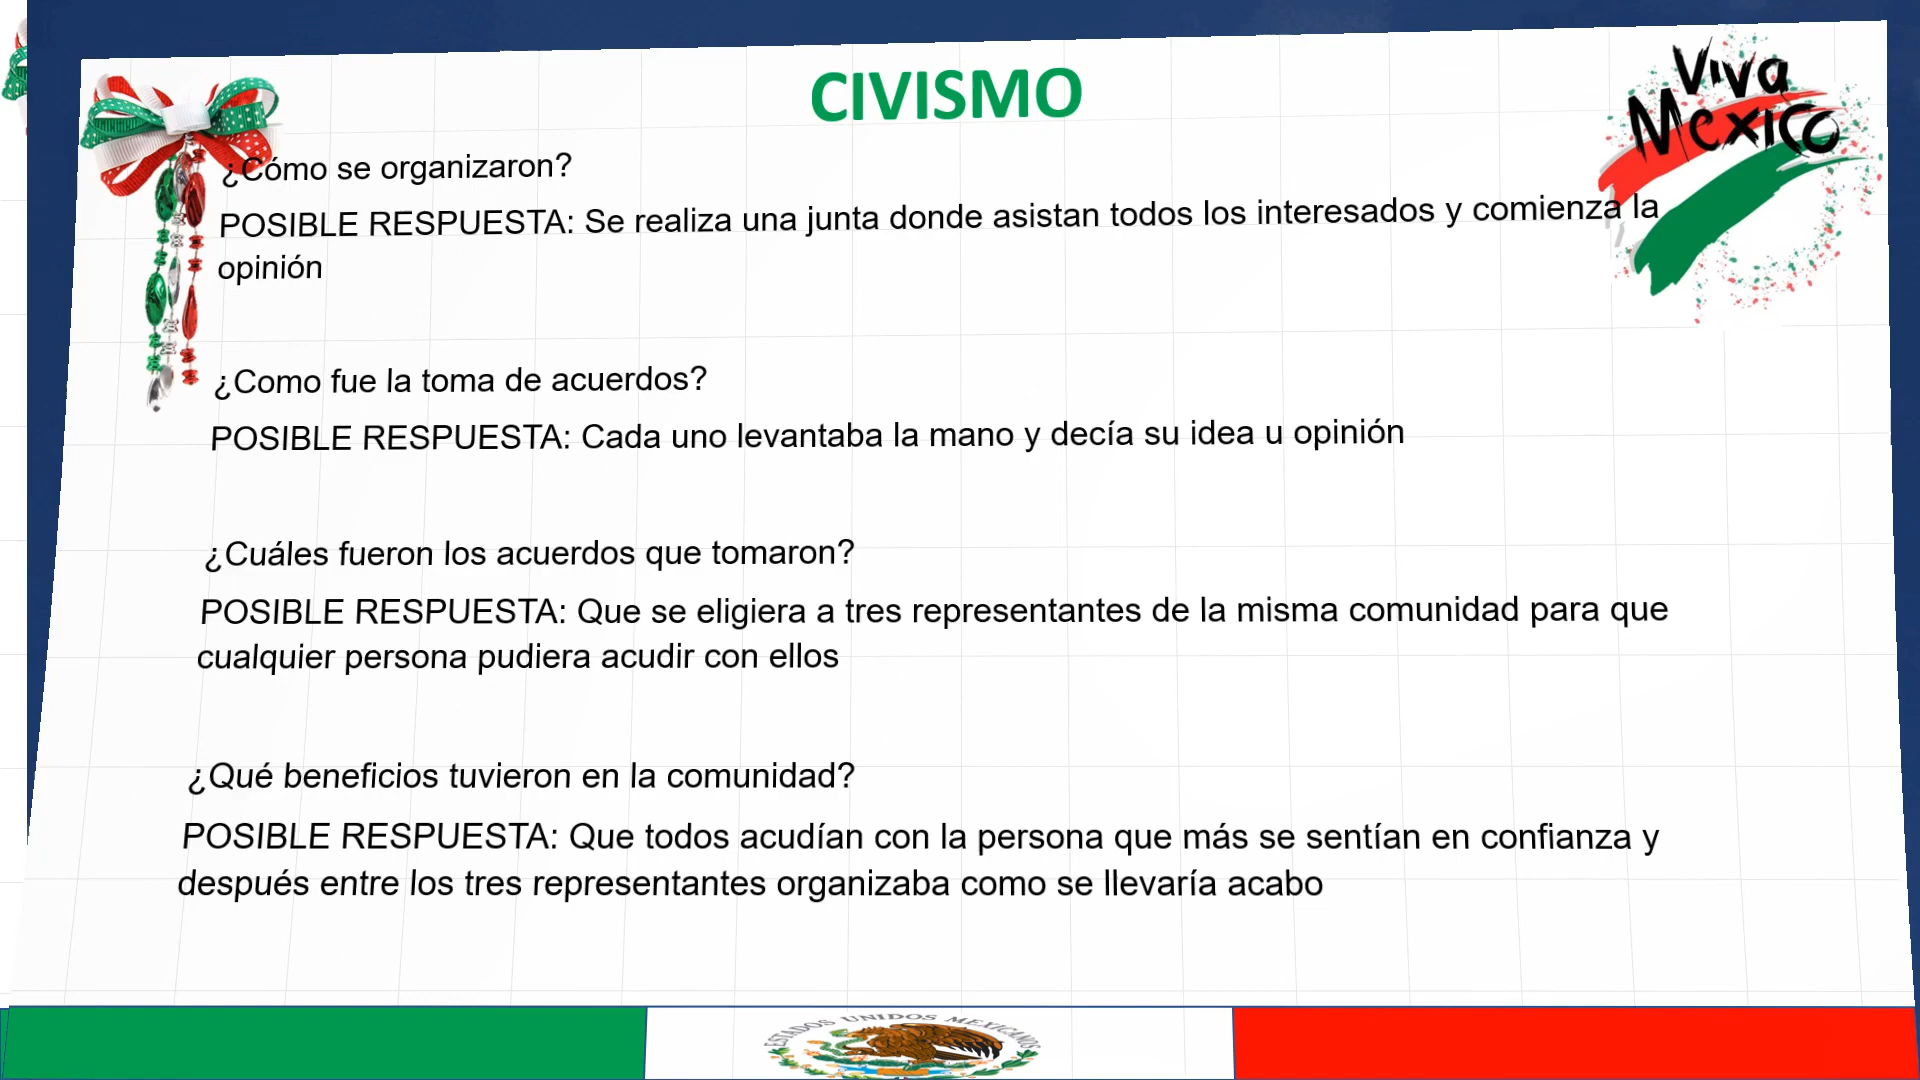 CIVISMO
Viva
Mexico
¿Cómo se organizaron?
POSIBLE RESPUESTA: Se realiza una junta donde asistan todos los interesados y comienza la
opinión
¿Como fue la toma de acuerdos?
POSIBLE RESPUESTA: Cada uno levantaba la mano y decía su idea u opinión
¿Cuáles fueron los acuerdos que tomaron?
POSIBLE RESPUESTA: Que se eligiera a tres representantes de la misma comunidad para que
cualquier persona pudiera acudir con ellos
¿Qué beneficios tuvieron en la comunidad?
POSIBLE RESPUESTA: Que todos acudían con la persona que más se sentían en confianza y
después entre los tres representantes organizaba como se llevaría acabo
ESTADOS UNIDOS MEXICANOS